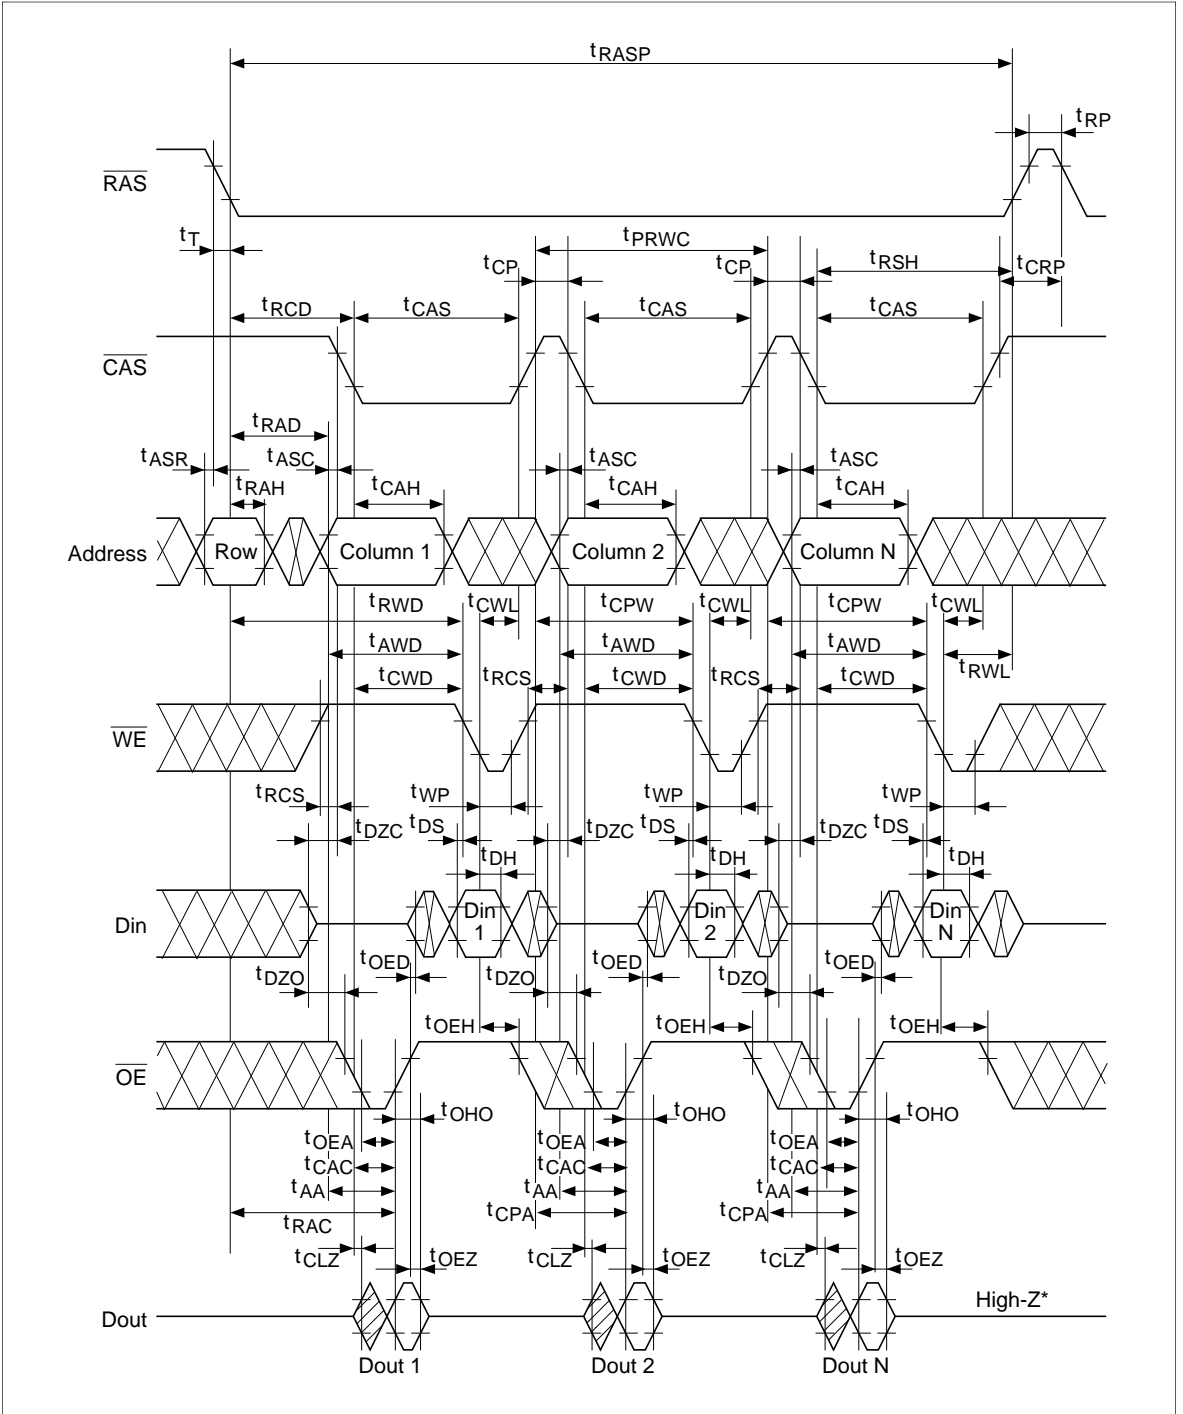 tRASP
tRP
RAS
tT
tPRWC
tCP
tCP
tRSH
tCRP
tRCD
tCAS
tCAS
tCAS
CAS
tRAD
tASR
tASC
tASC
tASC
tRAH
tCAH
tCAH
tCAH
Address
Row
Column 1
Column 2
Column N
tRWD
tCWL
tCPW
tCWL
tCPW
tCWL
tAWD
tAWD
tAWD
tRWL
tCWD
tRCS
tCWD
tRCS
tCWD
WE
tRCS
tWP
tWP
tWP
tDZC
tDS
tDZC
tDS
tDZC
tDS
tDH
tDH
tDH
Din
Din 1
Din 2
Din N
tDZO
tOED
tDZO
tOED
tDZO
tOED
tOEH
tOEH
tOEH
OE
tOHO
tOHO
tOHO
tOEA
tOEA
tOEA
tCAC
tCAC
tCAC
tAA
tAA
tAA
tRAC
tCPA
tCPA
tCLZ
tOEZ
tCLZ
tOEZ
tCLZ
tOEZ
High-Z*
Dout
Dout 1
Dout 2
Dout N